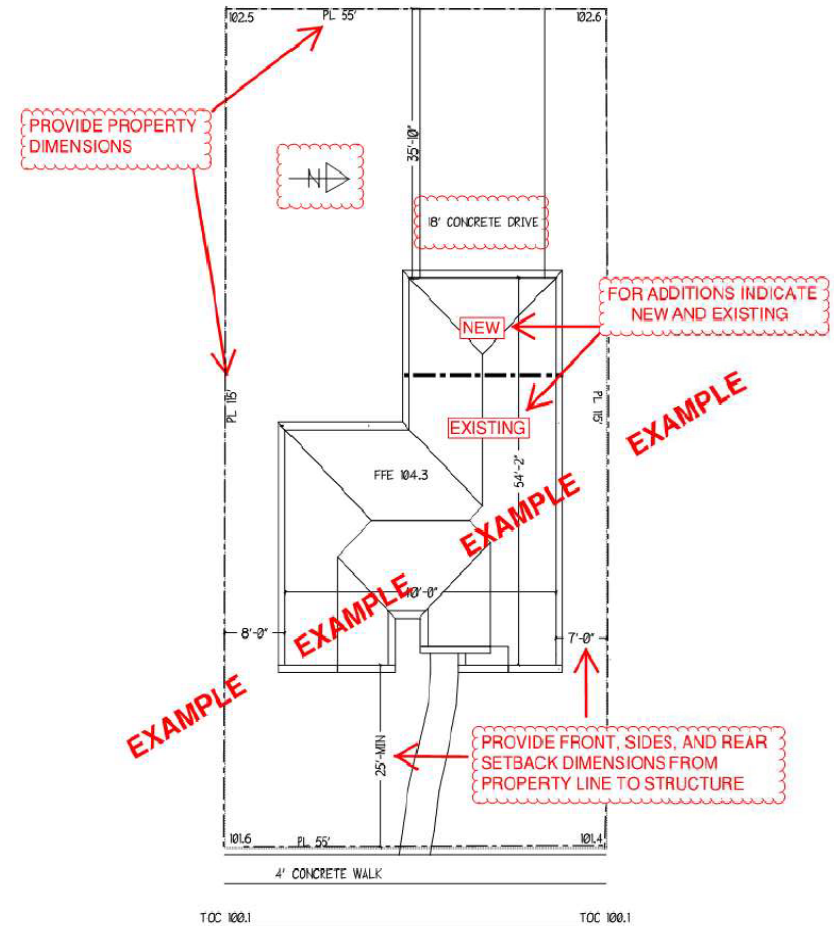 102.5
PL 55'
102.6
PROVIDE PROPERTY
DIMENSIONS
35'-10"
N
18' CONCRETE DRIVE
FOR ADDITIONS INDICATE
NEW AND EXISTING
NEW
PL 115'
PL 115'
EXISTING
EXAMPLE
FFE 104.3
54'-2"
EXAMPLE
EXAMPLE
8'-0"
7'-0"
EXAMPLE
25'-MIN
PROVIDE FRONT, SIDES, AND REAR
SETBACK DIMENSIONS FROM
PROPERTY LINE TO STRUCTURE
101.6
PL 55'
101.4
4' CONCRETE WALK
TOC 100.1
TOC 100.1